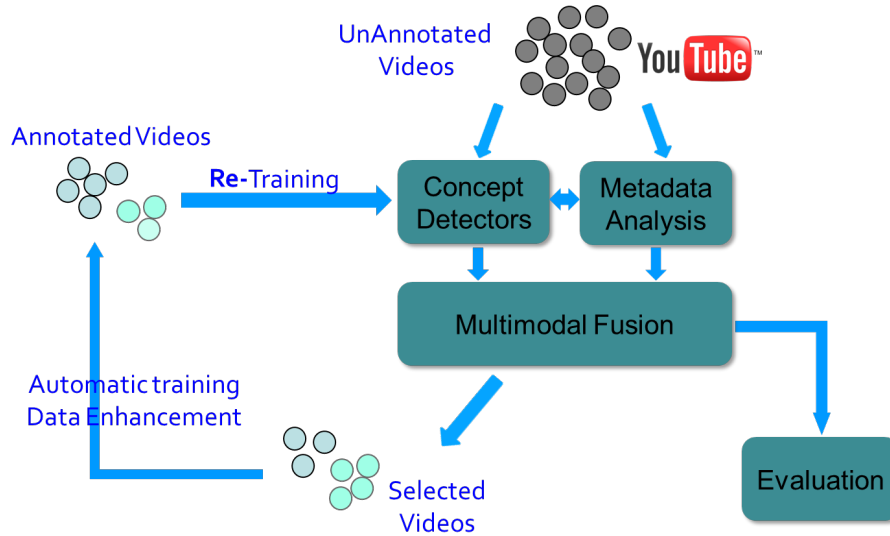 UnAnnotated
Videos
YouTube™
Annotated Videos
Re-Training
Concept
Detectors
Metadata
Analysis
Multimodal Fusion
Automatic training
Data Enhancement
Selected
Videos
Evaluation